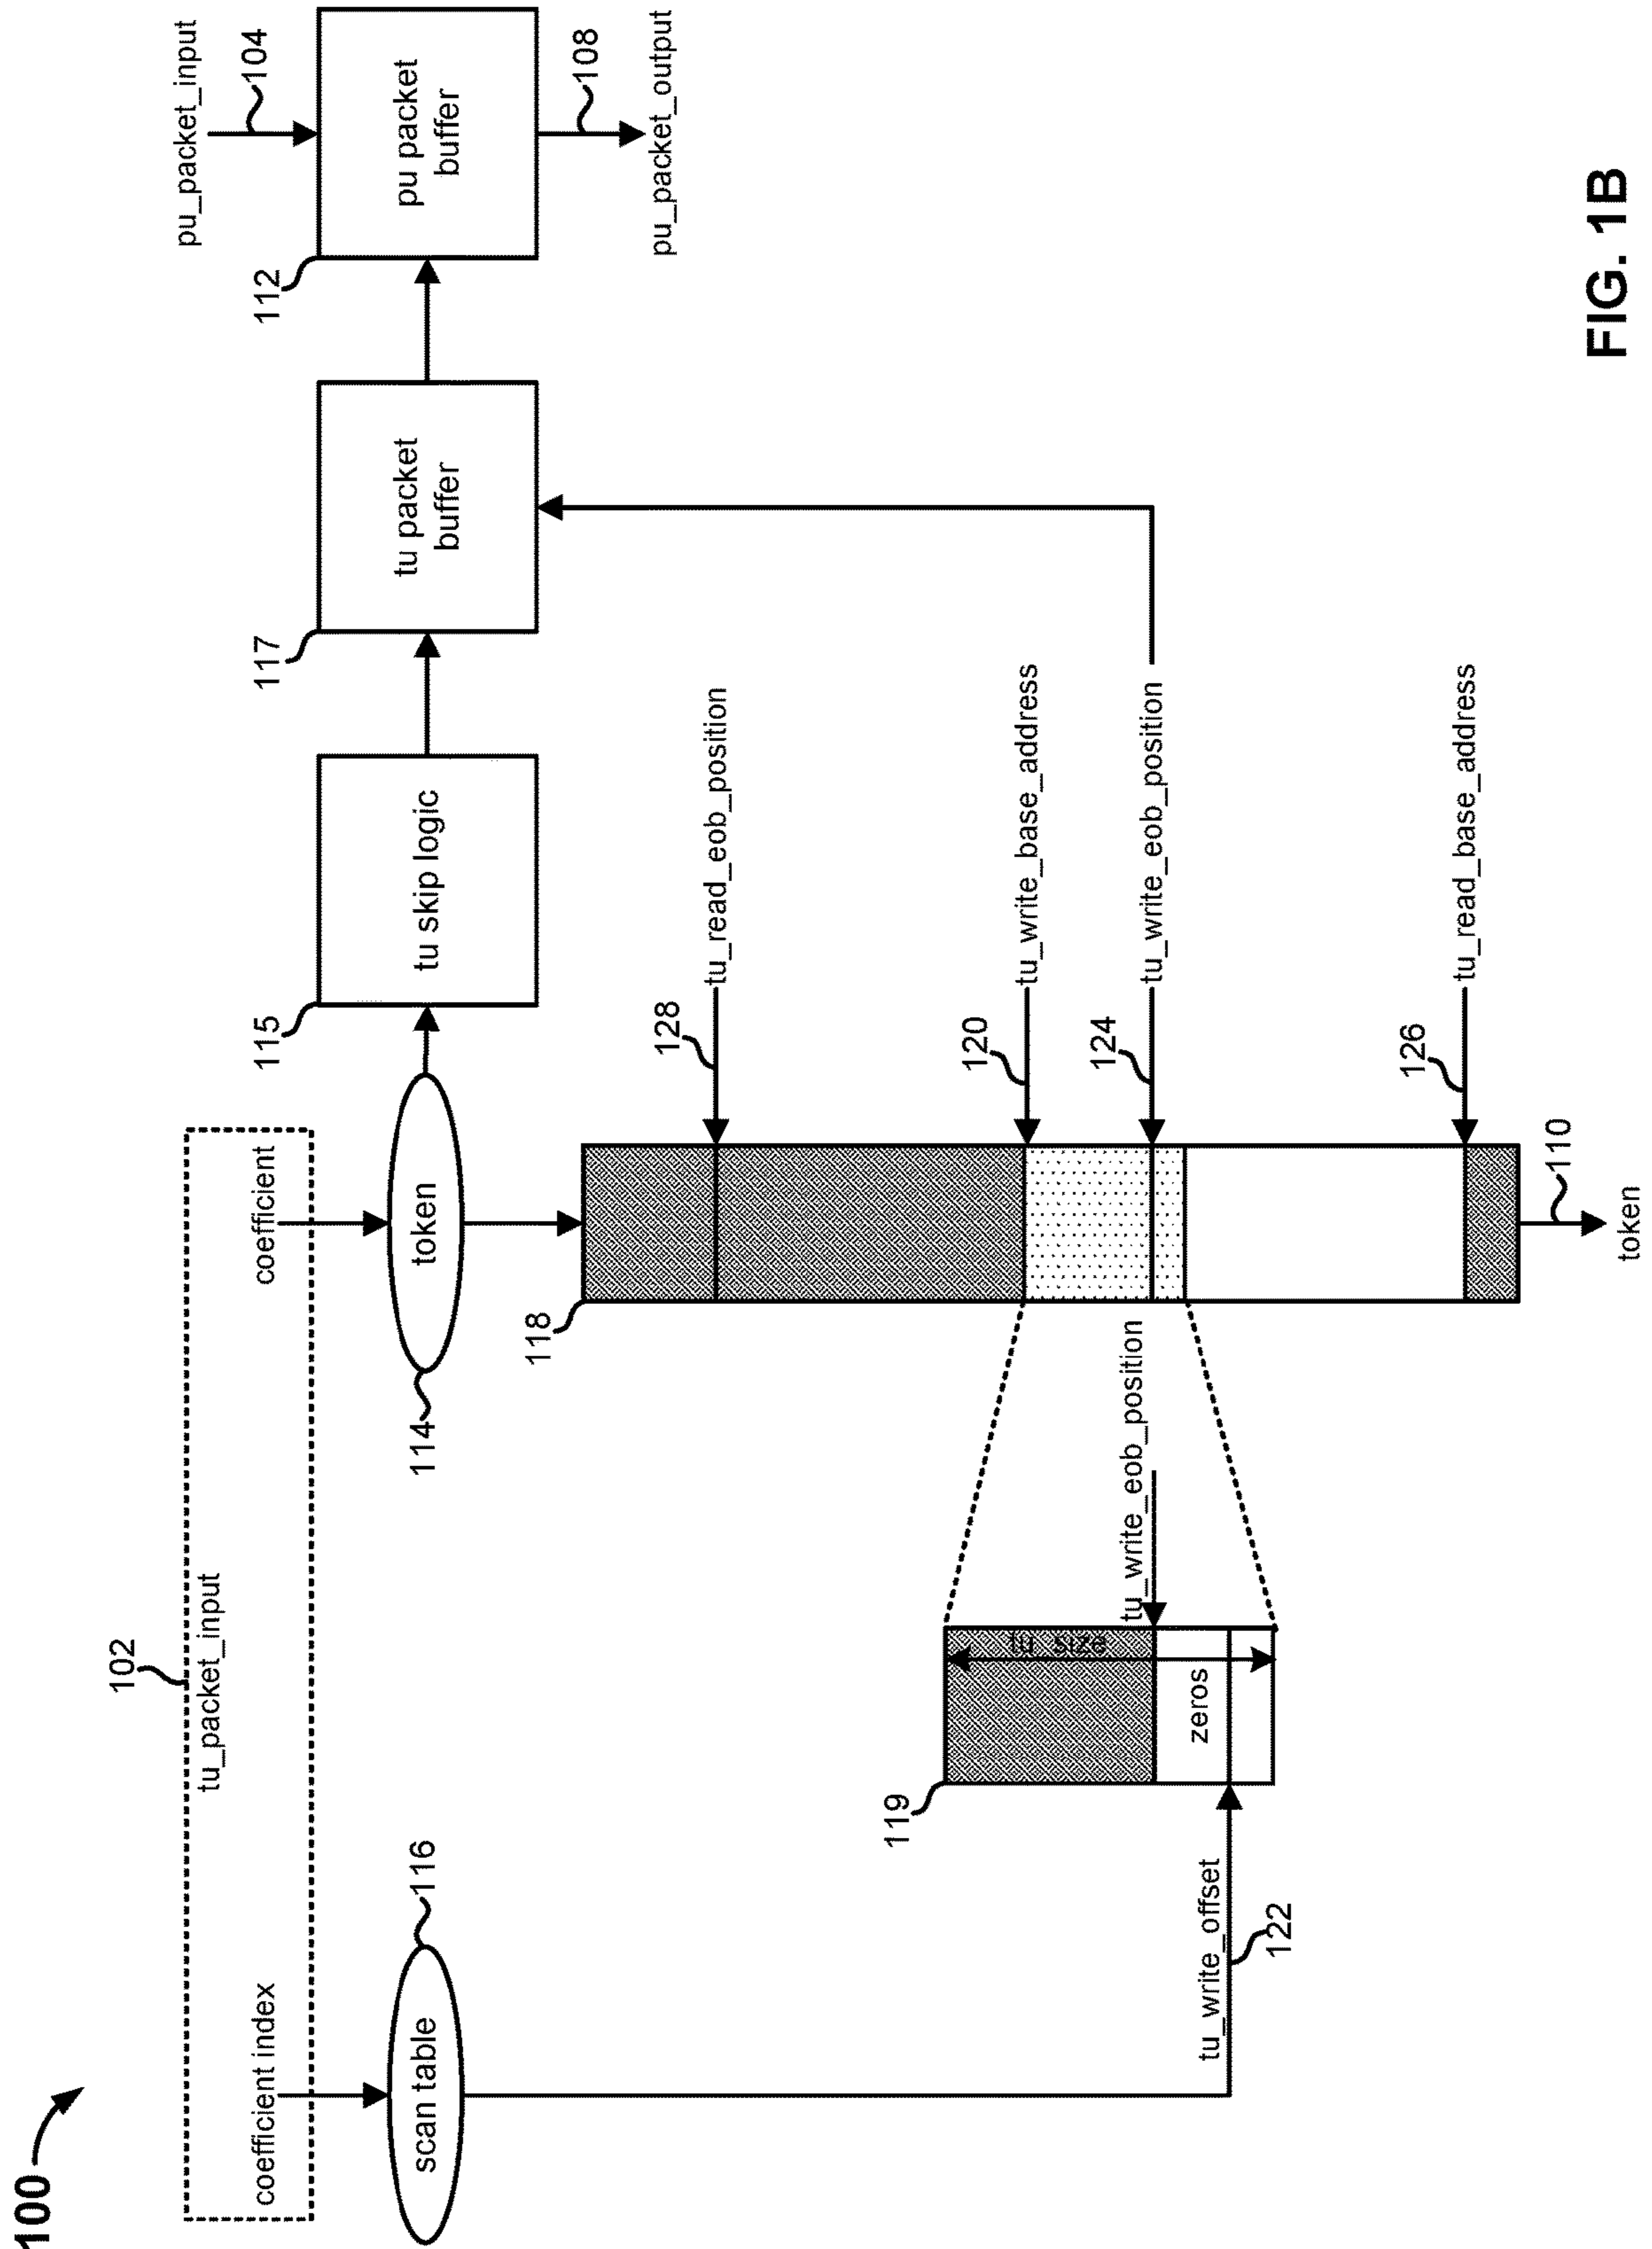 100
102
tu_packet_input
pu_packet_input
coefficient index
coefficient
104
scan table
116
114
token
115
tu skip logic
117
tu packet
buffer
112
pu packet
buffer
108
pu_packet_output
118
128
tu_read_eob_position
119
tu_size
120
tu_write_base_address
tu_write_eob_position
124
tu_write_eob_position
zeros
tu_write_offset
122
126
tu_read_base_address
110
token
FIG. 1B